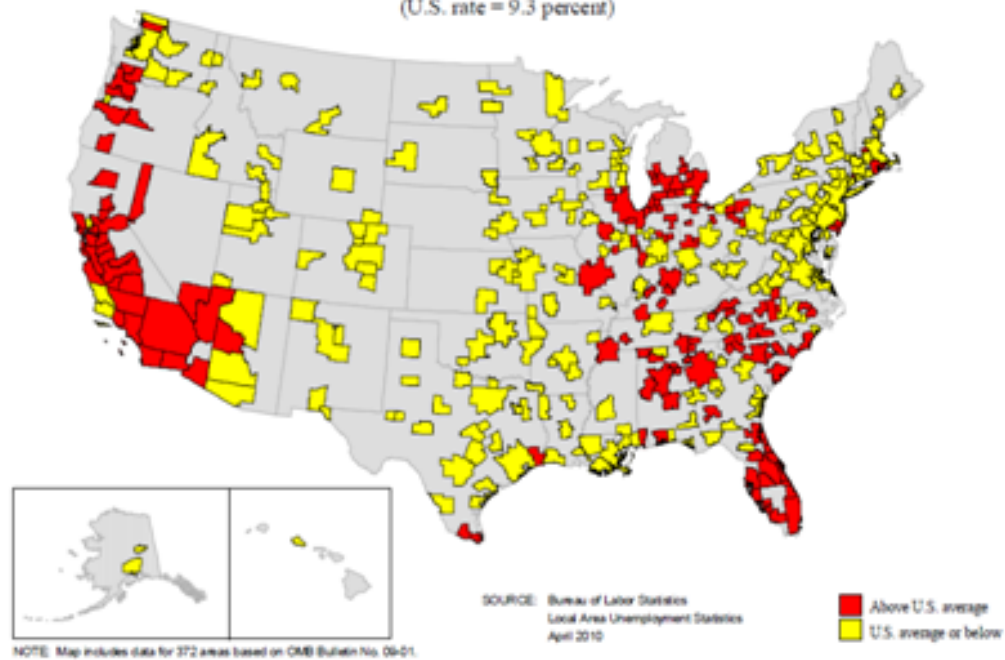 (U.S. rate = 9.3 percent)
SOURCE: Bureau of Labor Statistics
Local Area Unemployment Statistics
April 2010
Above U.S. average
U.S. average or below
NOTE: Map includes data for 372 areas based on OMB Bulletin No. 09-01.